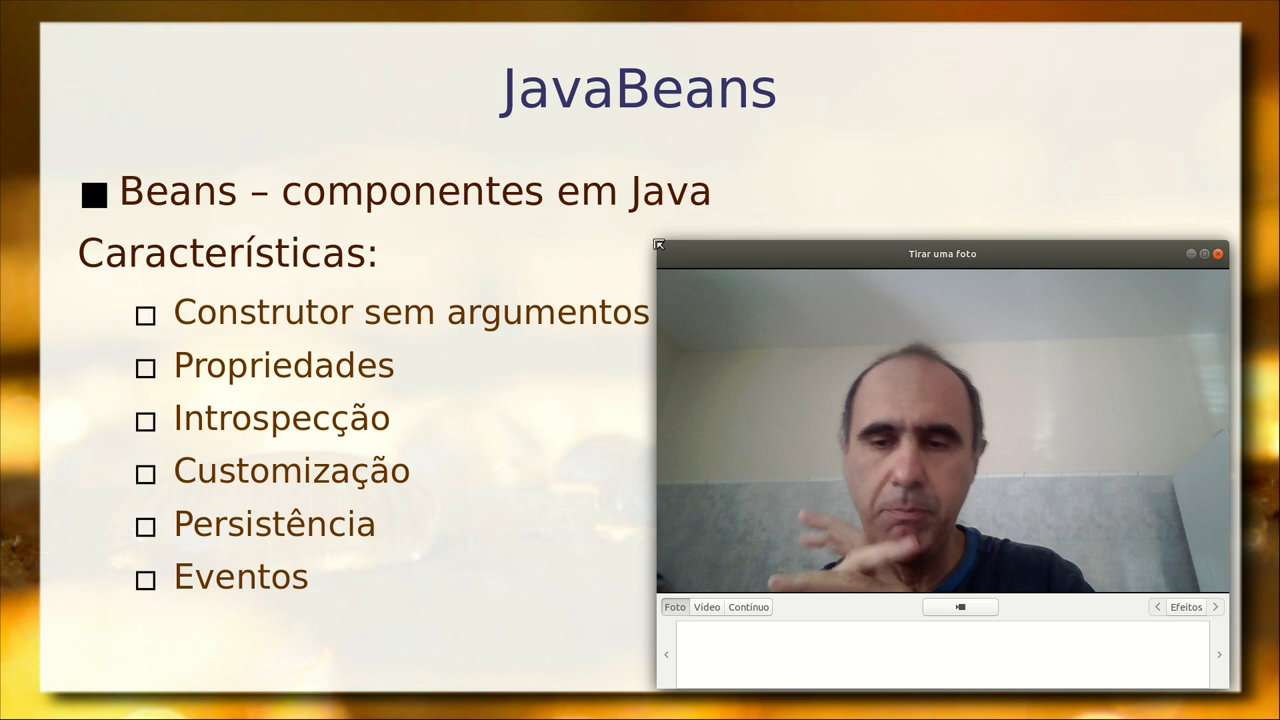 JavaBeans
Beans – componentes em Java
Características:
Construtor sem argumentos
Propriedades
Introspecção
Customização
Persistência
Eventos
Tirar uma foto
Foto Vídeo Contínuo
Efeitos